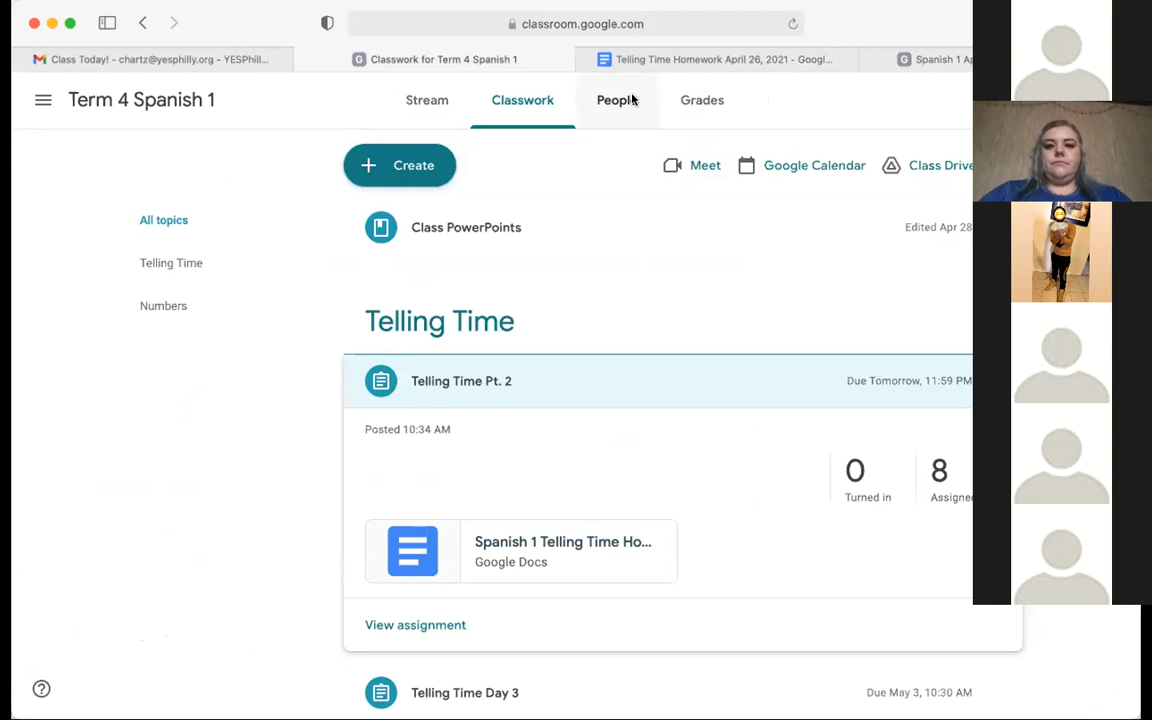 classroom.google.com
Class Today! - chartz@yesphilly.org - YESPhill...
Classwork for Term 4 Spanish 1
Telling Time Homework April 26, 2021 - Googl...
Spanish 1 Ap
Term 4 Spanish 1
Stream
Classwork
People
Grades
Create
Meet
Google Calendar
Class Drive
All topics
Telling Time
Numbers
Class PowerPoints
Edited Apr 28
Telling Time
Telling Time Pt. 2
Due Tomorrow, 11:59 PM
Posted 10:34 AM
0
Turned in
8
Assigned
Spanish 1 Telling Time Ho...
Google Docs
View assignment
Telling Time Day 3
Due May 3, 10:30 AM